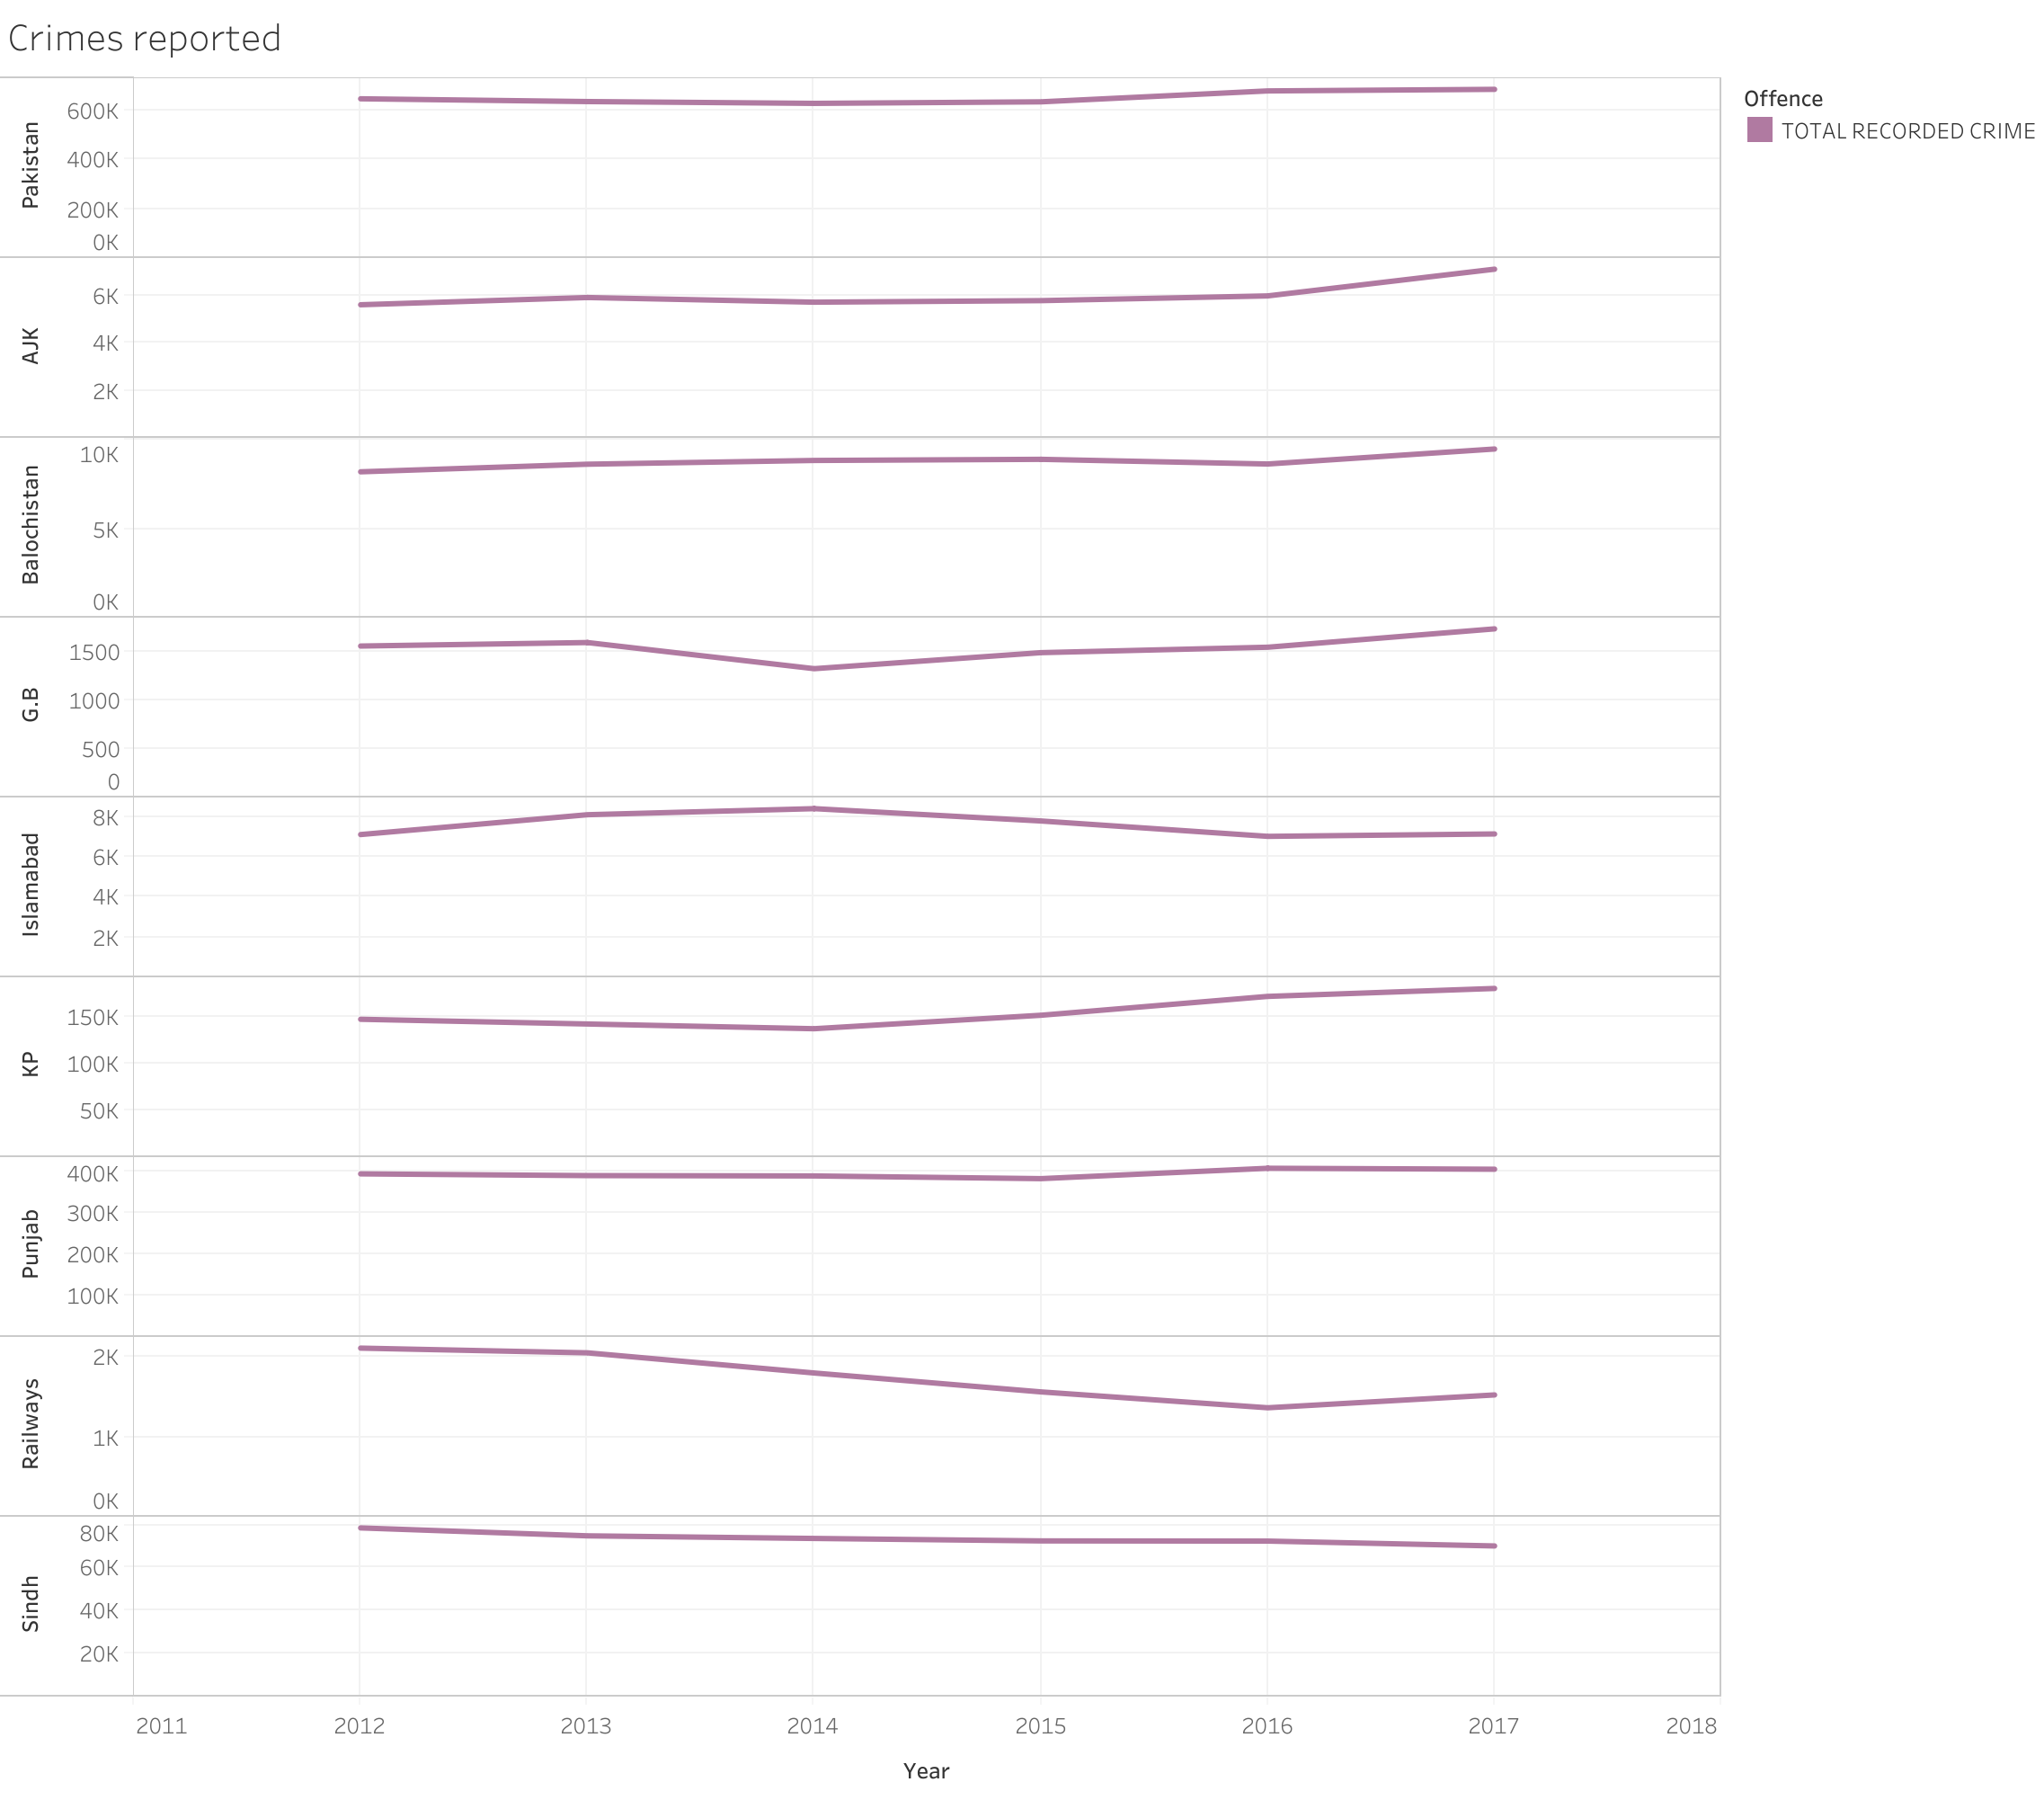 Crimes reported
Offence
TOTAL RECORDED CRIME
Pakistan
600K
400K
200K
0K
AJK
6K
4K
2K
Balochistan
10K
5K
0K
G.B
1500
1000
500
0
Islamabad
8K
6K
4K
2K
KP
150K
100K
50K
Punjab
400K
300K
200K
100K
Railways
2K
1K
0K
Sindh
80K
60K
40K
20K
2011 2012 2013 2014 2015 2016 2017 2018
Year